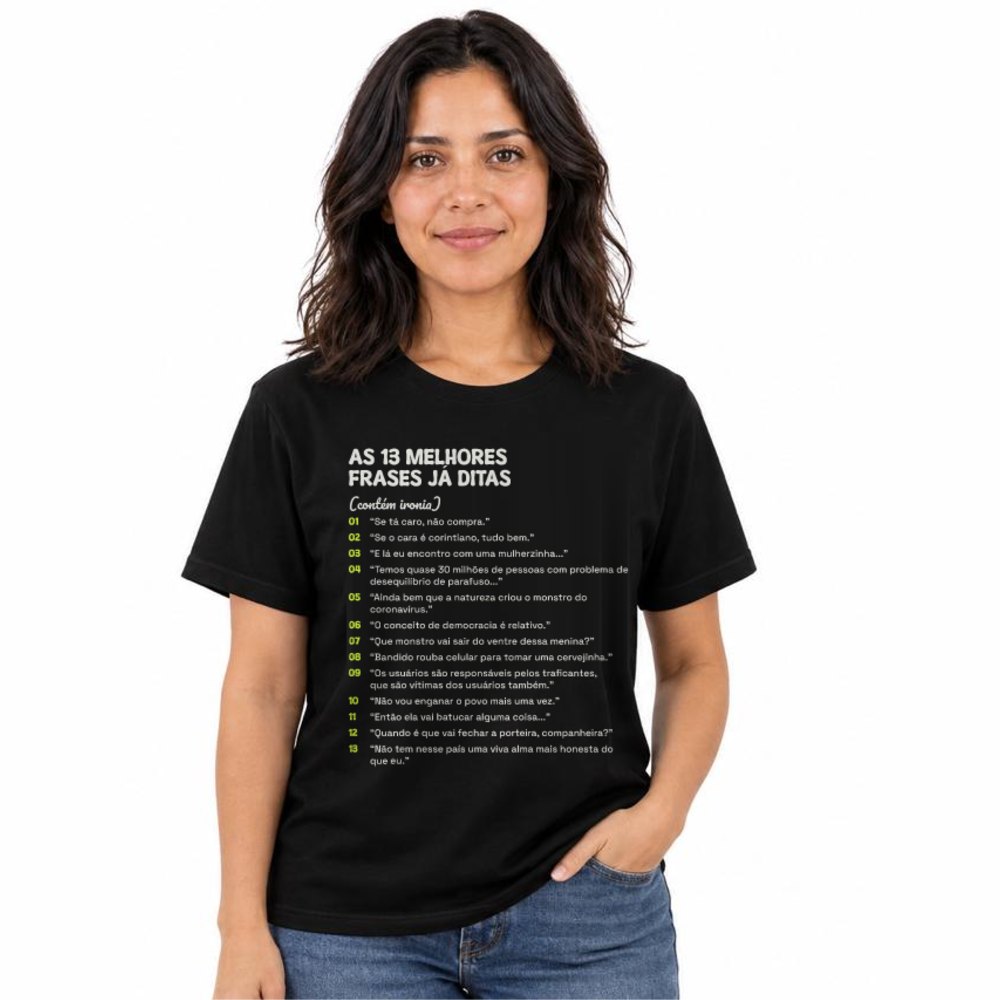 AS 13 MELHORES
FRASES JÁ DITAS
(contém ironia)
01 "Se tá caro, não compra."
02 "Se o cara é corintiano, tudo bem."
03 "E lá eu encontro com uma mulherzinha..."
04 "Temos quase 30 milhões de pessoas com problema de
desequilíbrio de parafuso..."
05 "Ainda bem que a natureza criou o monstro do
coronavírus."
06 "O conceito de democracia é relativo."
07 "Que monstro vai sair do ventre dessa menina?"
08 "Bandido rouba celular para tomar uma cervejinha."
09 "Os usuários são responsáveis pelos traficantes,
que são vítimas dos usuários também."
10 "Não vou enganar o povo mais uma vez."
11 "Então ela vai batucar alguma coisa..."
12 "Quando é que vai fechar a porteira, companheira?"
13 "Não tem nesse país uma viva alma mais honesta do
que eu."